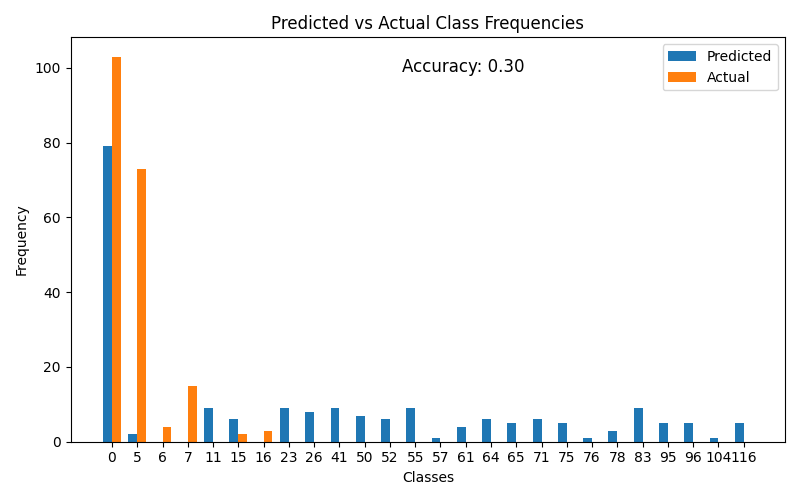 Predicted vs Actual Class Frequencies
Accuracy: 0.30
Predicted
Actual
Frequency
100
80
60
40
20
0
0 5 6 7 11 15 16 23 26 41 50 52 55 57 61 64 65 71 75 76 78 83 95 96 104 116
Classes